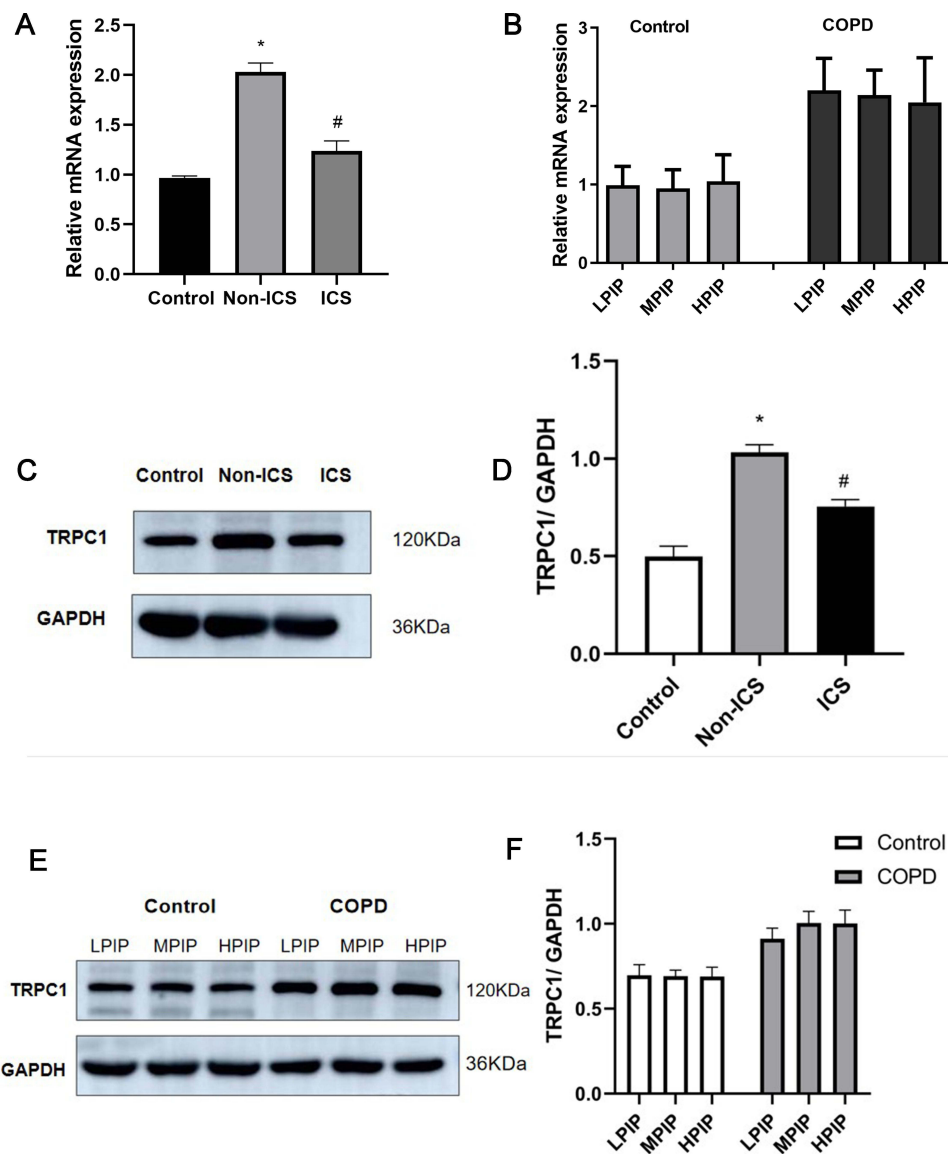 A
Relative mRNA expression
2.5
2.0
1.5
1.0
0.5
0.0
*
#
Control Non-ICS ICS
B
Relative mRNA expression
Control COPD
3
2
1
0
LPIP MPIP HPIP LPIP MPIP HPIP
C
Control Non-ICS ICS
TRPC1 120KDa
GAPDH 36KDa
D
TRPC1/ GAPDH
1.5
1.0
0.5
0.0
*
#
Control Non-ICS ICS
E
Control COPD
LPIP MPIP HPIP LPIP MPIP HPIP
TRPC1 120KDa
GAPDH 36KDa
F
TRPC1/ GAPDH
1.5
1.0
0.5
0.0
Control
COPD
LPIP MPIP HPIP LPIP MPIP HPIP